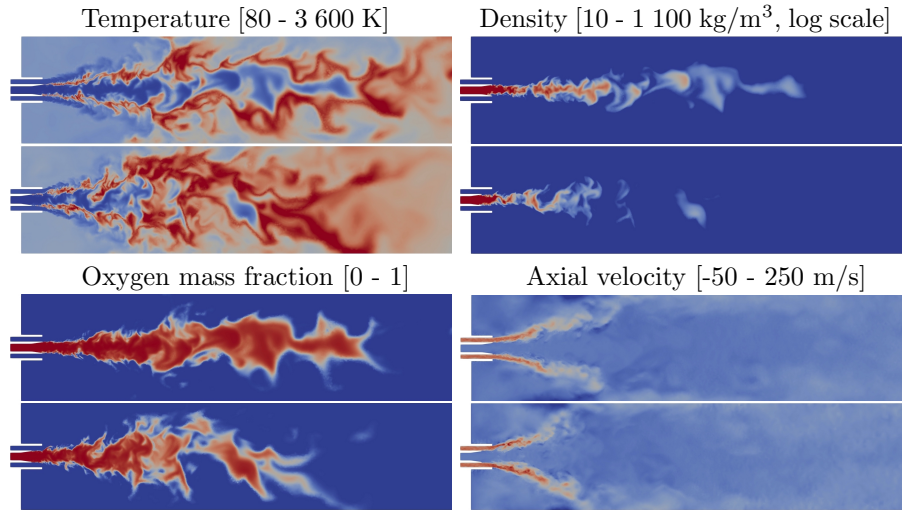 Temperature [80 - 3 600 K]
Density [10 - 1 100 kg/m³, log scale]
Oxygen mass fraction [0 - 1]
Axial velocity [-50 - 250 m/s]